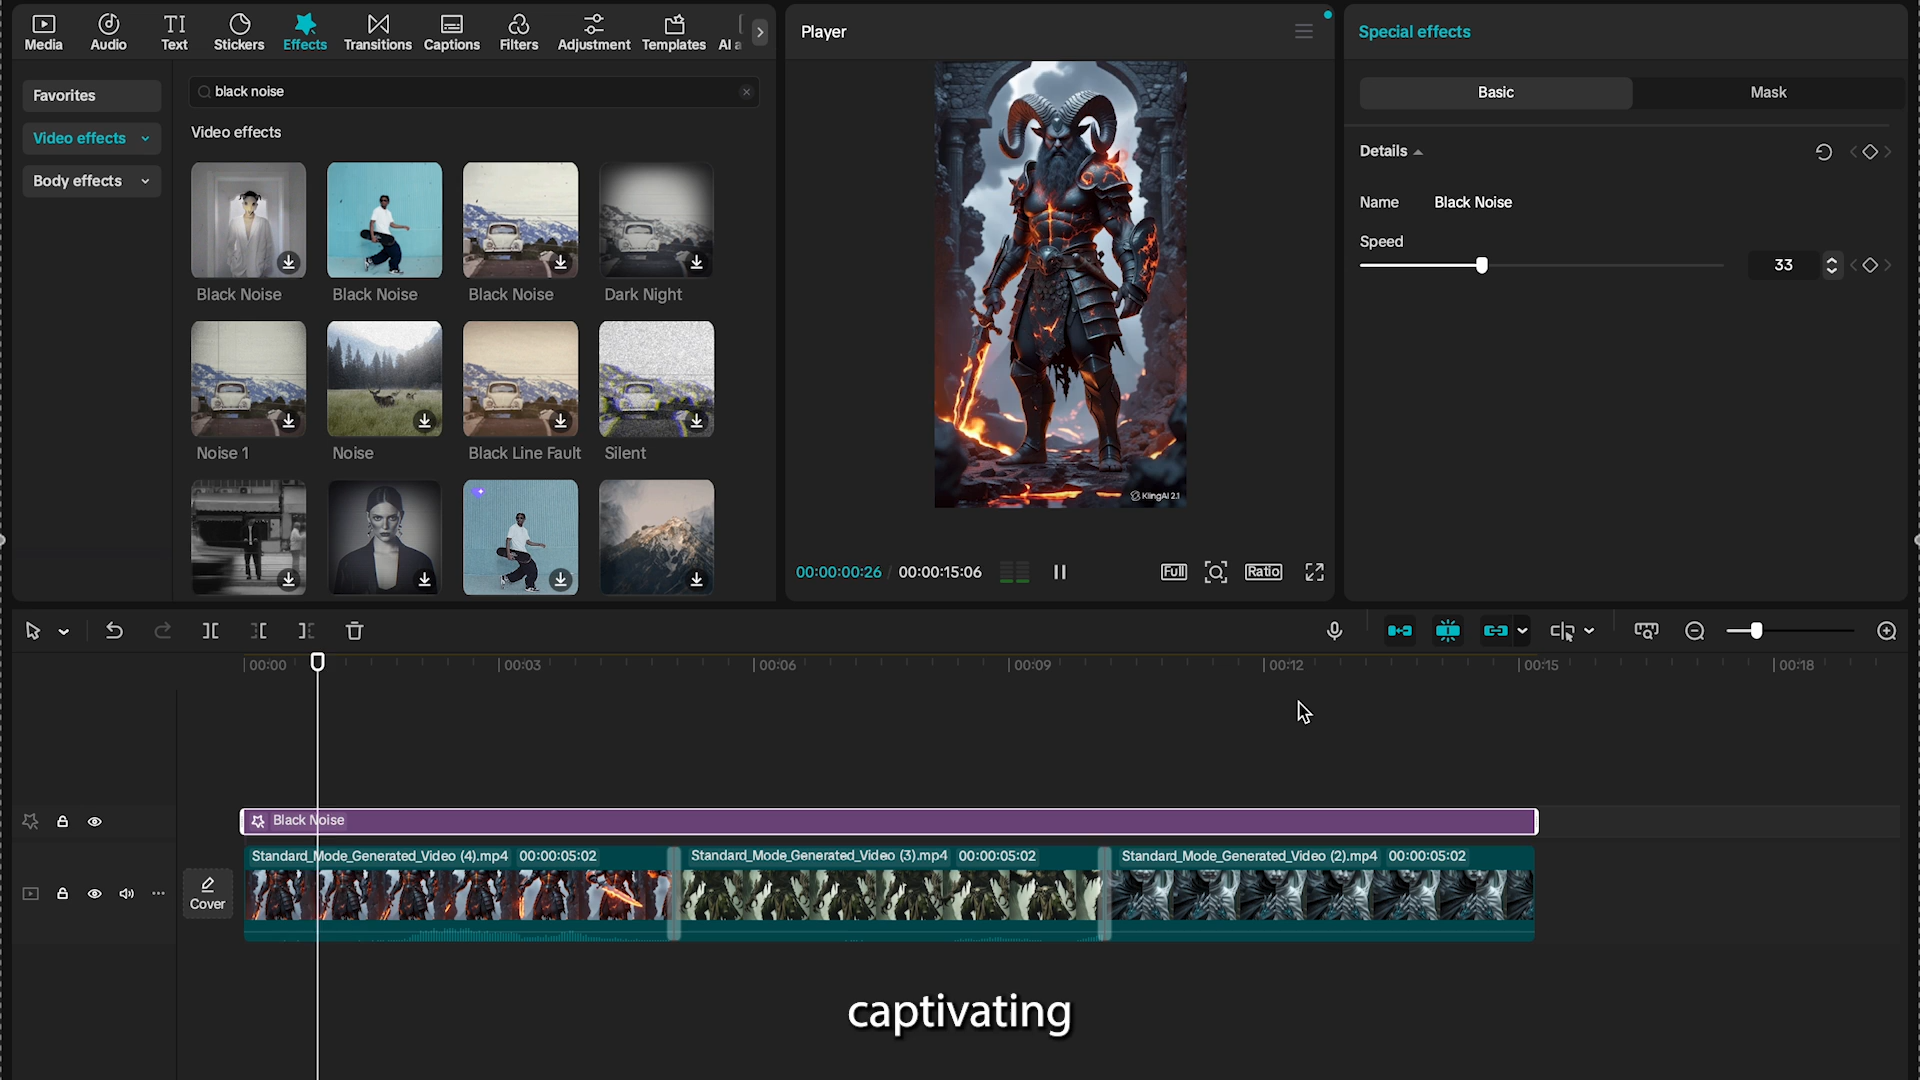 Media
Audio
Text
Stickers
Effects
Transitions
Captions
Filters
Adjustment
Templates
AI a
Favorites
Video effects
Body effects
black noise
Video effects
Black Noise
Black Noise
Black Noise
Dark Night
Noise 1
Noise
Black Line Fault
Silent
Player
KlingAI 2.1
00:00:00:26 / 00:00:15:06
Full
Ratio
Special effects
Basic
Mask
Details
Name
Black Noise
Speed
33
00:00
00:03
00:06
00:09
00:12
00:15
00:18
Black Noise
Cover
Standard_Mode_Generated_Video (4).mp4 00:00:05:02
Standard_Mode_Generated_Video (3).mp4 00:00:05:02
Standard_Mode_Generated_Video (2).mp4 00:00:05:02
captivating